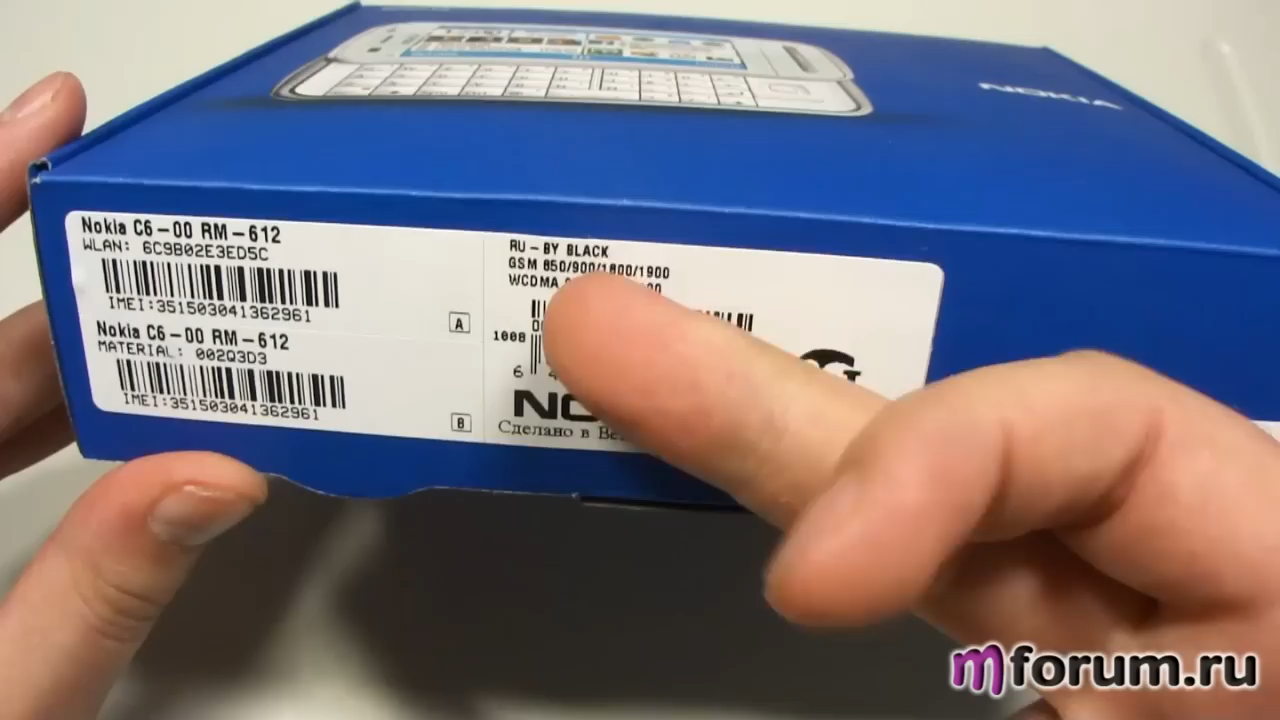 NOKIA
Nokia C6-00 RM-612
WLAN: 6C9B02E3ED5C
IMEI:351503041362961
A
Nokia C6-00 RM-612
MATERIAL: 002Q3D3
IMEI:351503041362961
B
RU - BY BLACK
GSM 850/900/1800/1900
WCDMA
1008
6
Сделано в
mforum.ru